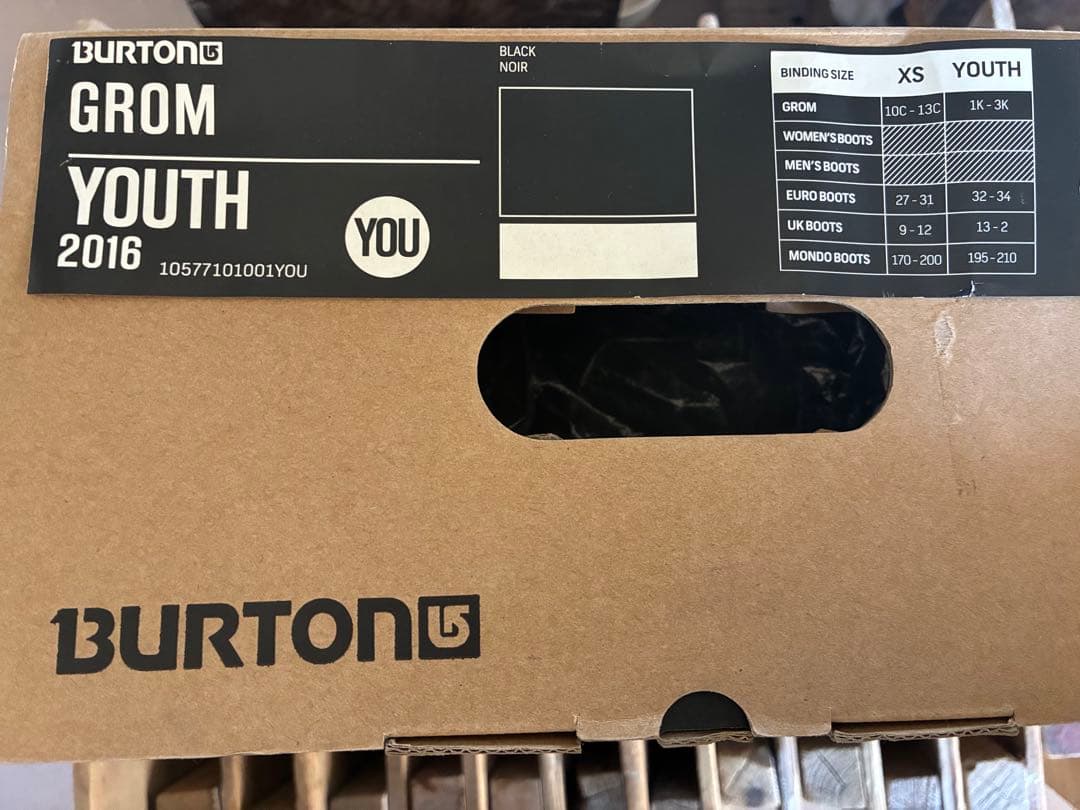 BURTON
GROM
YOUTH
2016 10577101001YOU
YOU
BLACK
NOIR
BINDING SIZE XS YOUTH
GROM 10C - 13C 1K - 3K
WOMEN'S BOOTS
MEN'S BOOTS
EURO BOOTS 27 - 31 32 - 34
UK BOOTS 9 - 12 13 - 2
MONDO BOOTS 170 - 200 195 - 210
BURTON